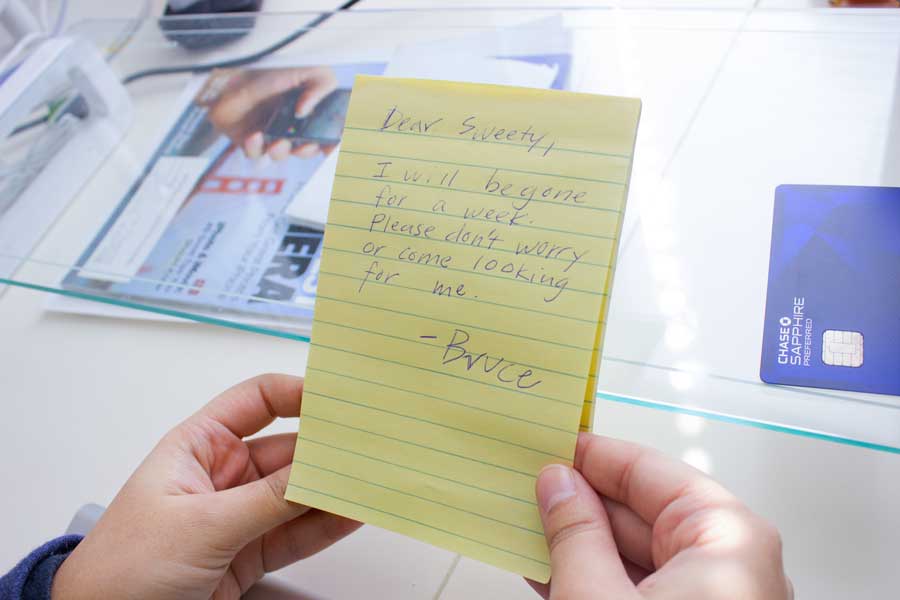 Dear Sweety,
I will be gone
for a week.
Please don't worry
or come looking
for me.
- Bruce
CHASE
SAPPHIRE
PREFERRED
ERA